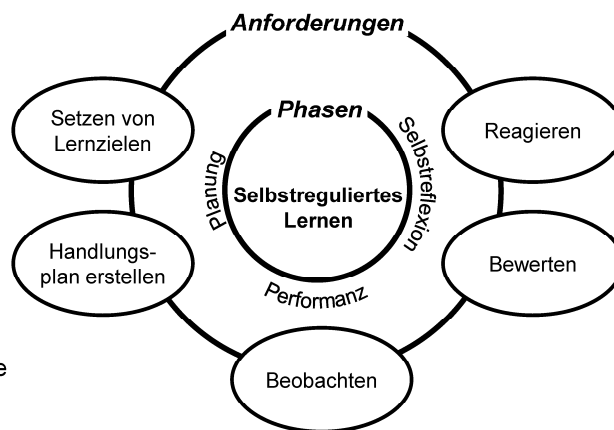 Anforderungen
Setzen von
Lernzielen
Phasen
Reagieren
Planung
Selbstreguliertes
Lernen
Selbstreflexion
Handlungs-
plan erstellen
Performanz
Bewerten
Beobachten
e